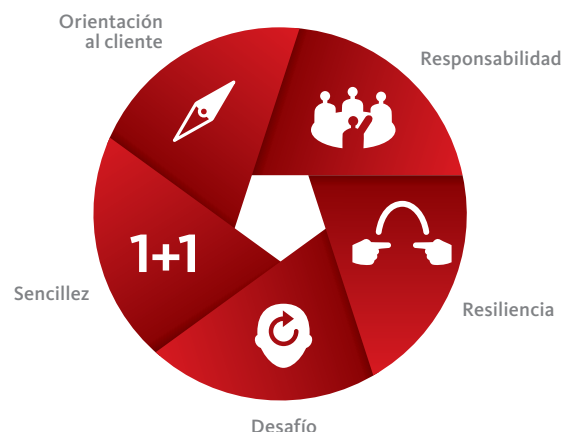 Orientación
al cliente
Responsabilidad
1+1
Sencillez
Resiliencia
Desafío